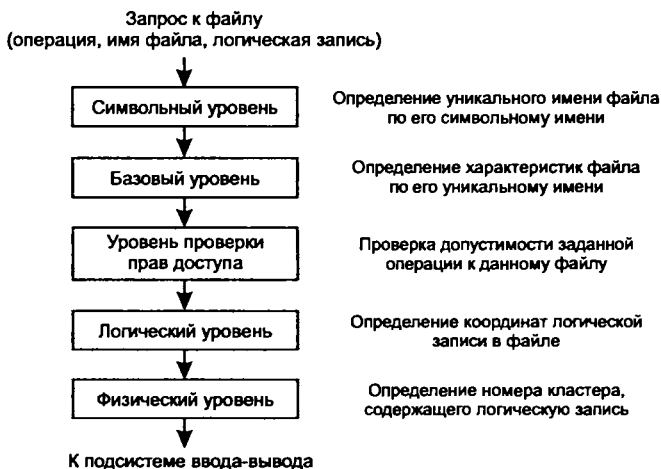 Запрос к файлу
(операция, имя файла, логическая запись)
Символьный уровень
Определение уникального имени файла
по его символьному имени
Базовый уровень
Определение характеристик файла
по его уникальному имени
Уровень проверки
прав доступа
Проверка допустимости заданной
операции к данному файлу
Логический уровень
Определение координат логической
записи в файле
Физический уровень
Определение номера кластера,
содержащего логическую запись
К подсистеме ввода-вывода